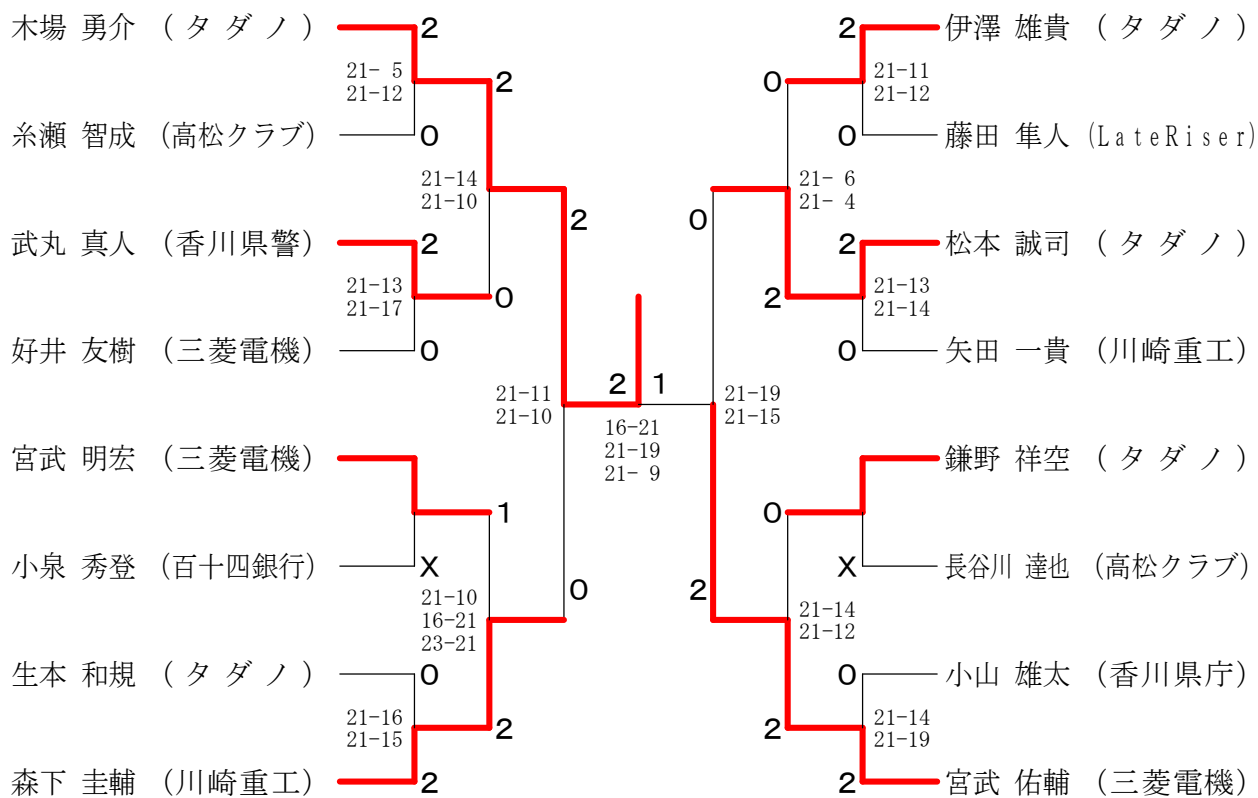 木場 勇介 (タダノ) 2
21- 5
21-12
2
糸瀬 智成 (高松クラブ) 0
21-14
21-10
武丸 真人 (香川県警) 2
21-13
21-17
0
好井 友樹 (三菱電機) 0
2
21-11
21-10
宮武 明宏 (三菱電機)
1
小泉 秀登 (百十四銀行) X
21-10
16-21
23-21
0
生本 和規 (タダノ) 0
21-16
21-15
2
森下 圭輔 (川崎重工) 2
2 1
16-21
21-19
21- 9
2 伊澤 雄貴 (タダノ)
0
21-11
21-12
0 藤田 隼人 (LateRiser)
21- 6
21- 4
0
2 松本 誠司 (タダノ)
2
21-13
21-14
0 矢田 一貴 (川崎重工)
21-19
21-15
鎌野 祥空 (タダノ)
0
X 長谷川 達也 (高松クラブ)
2
21-14
21-12
0 小山 雄太 (香川県庁)
2
21-14
21-19
2 宮武 佑輔 (三菱電機)